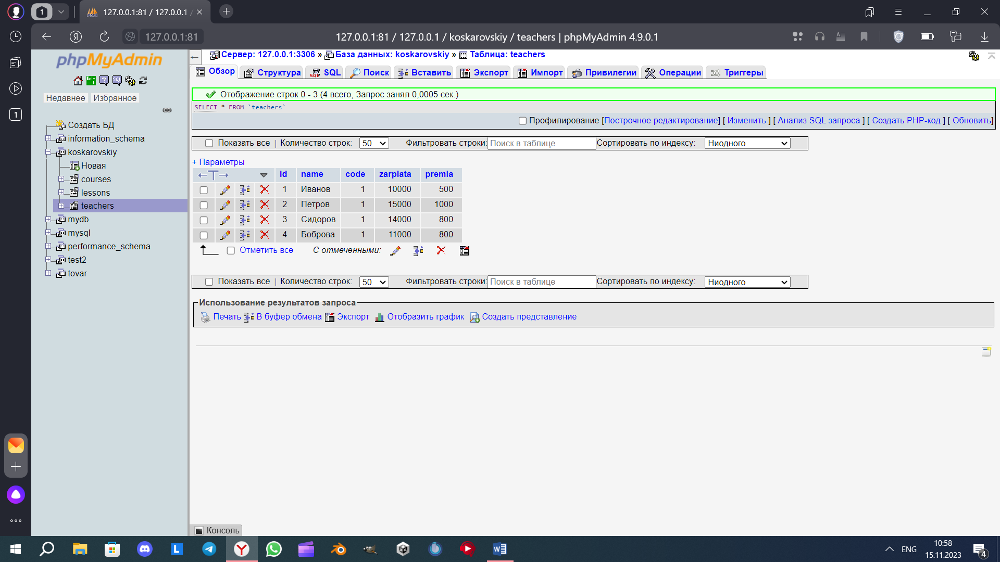 1
127.0.0.1:81 / 127.0.0.1 /
127.0.0.1:81
127.0.0.1:81 / 127.0.0.1 / koskarovskiy / teachers | phpMyAdmin 4.9.0.1
1
phpMyAdmin
Недавнее Избранное
Создать БД
information_schema
koskarovskiy
Новая
courses
lessons
teachers
mydb
mysql
performance_schema
test2
tovar
Сервер: 127.0.0.1:3306 » База данных: koskarovskiy » Таблица: teachers
Обзор Структура SQL Поиск Вставить Экспорт Импорт Привилегии Операции Триггеры
Отображение строк 0 - 3 (4 всего, Запрос занял 0,0005 сек.)
SELECT * FROM `teachers`
Профилирование [Построчное редактирование] [ Изменить ] [ Анализ SQL запроса ] [ Создать PHP-код ] [ Обновить]
Показать все | Количество строк: 50 Фильтровать строки: Поиск в таблице Сортировать по индексу: Ниодного
+ Параметры
←T→ id name code zarplata premia
1 Иванов 1 10000 500
2 Петров 1 15000 1000
3 Сидоров 1 14000 800
4 Боброва 1 11000 800
Отметить все С отмеченными:
Показать все | Количество строк: 50 Фильтровать строки: Поиск в таблице Сортировать по индексу: Ниодного
Использование результатов запроса
Печать В буфер обмена Экспорт Отобразить график Создать представление
Консоль
ENG
10:58
15.11.2023
4